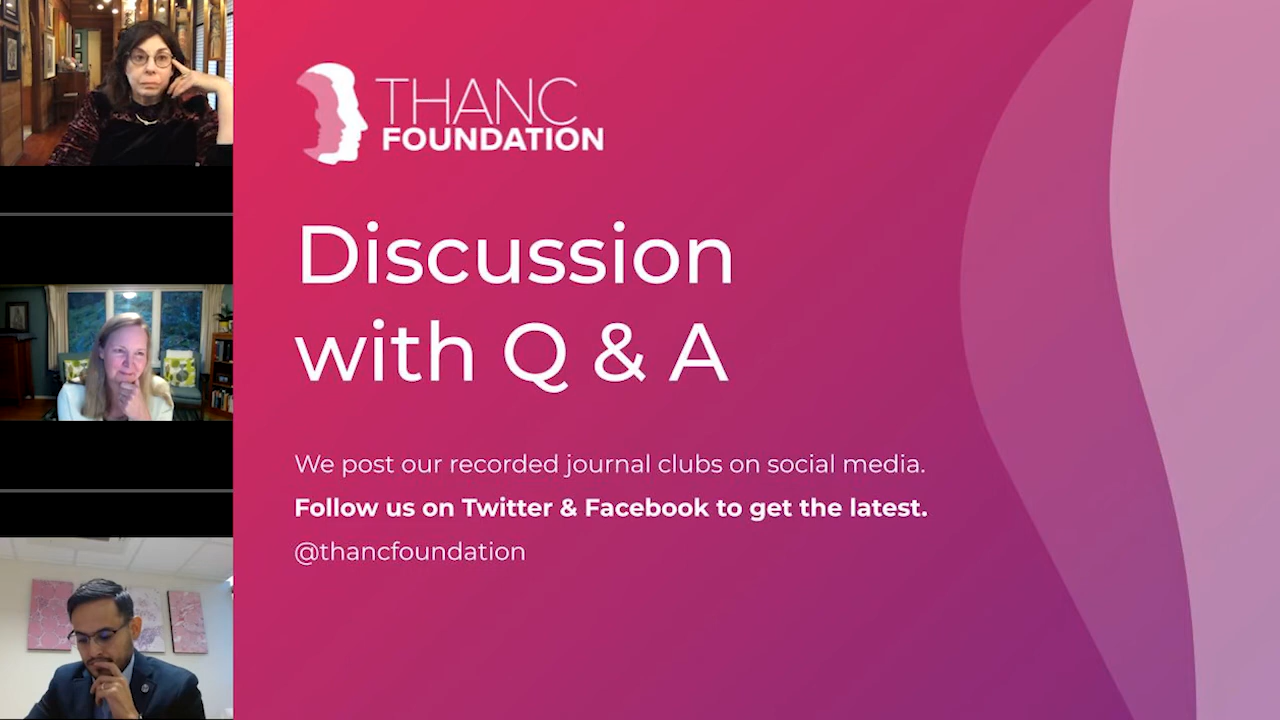 THANC
FOUNDATION
Discussion
with Q & A
We post our recorded journal clubs on social media.
Follow us on Twitter & Facebook to get the latest.
@thancfoundation